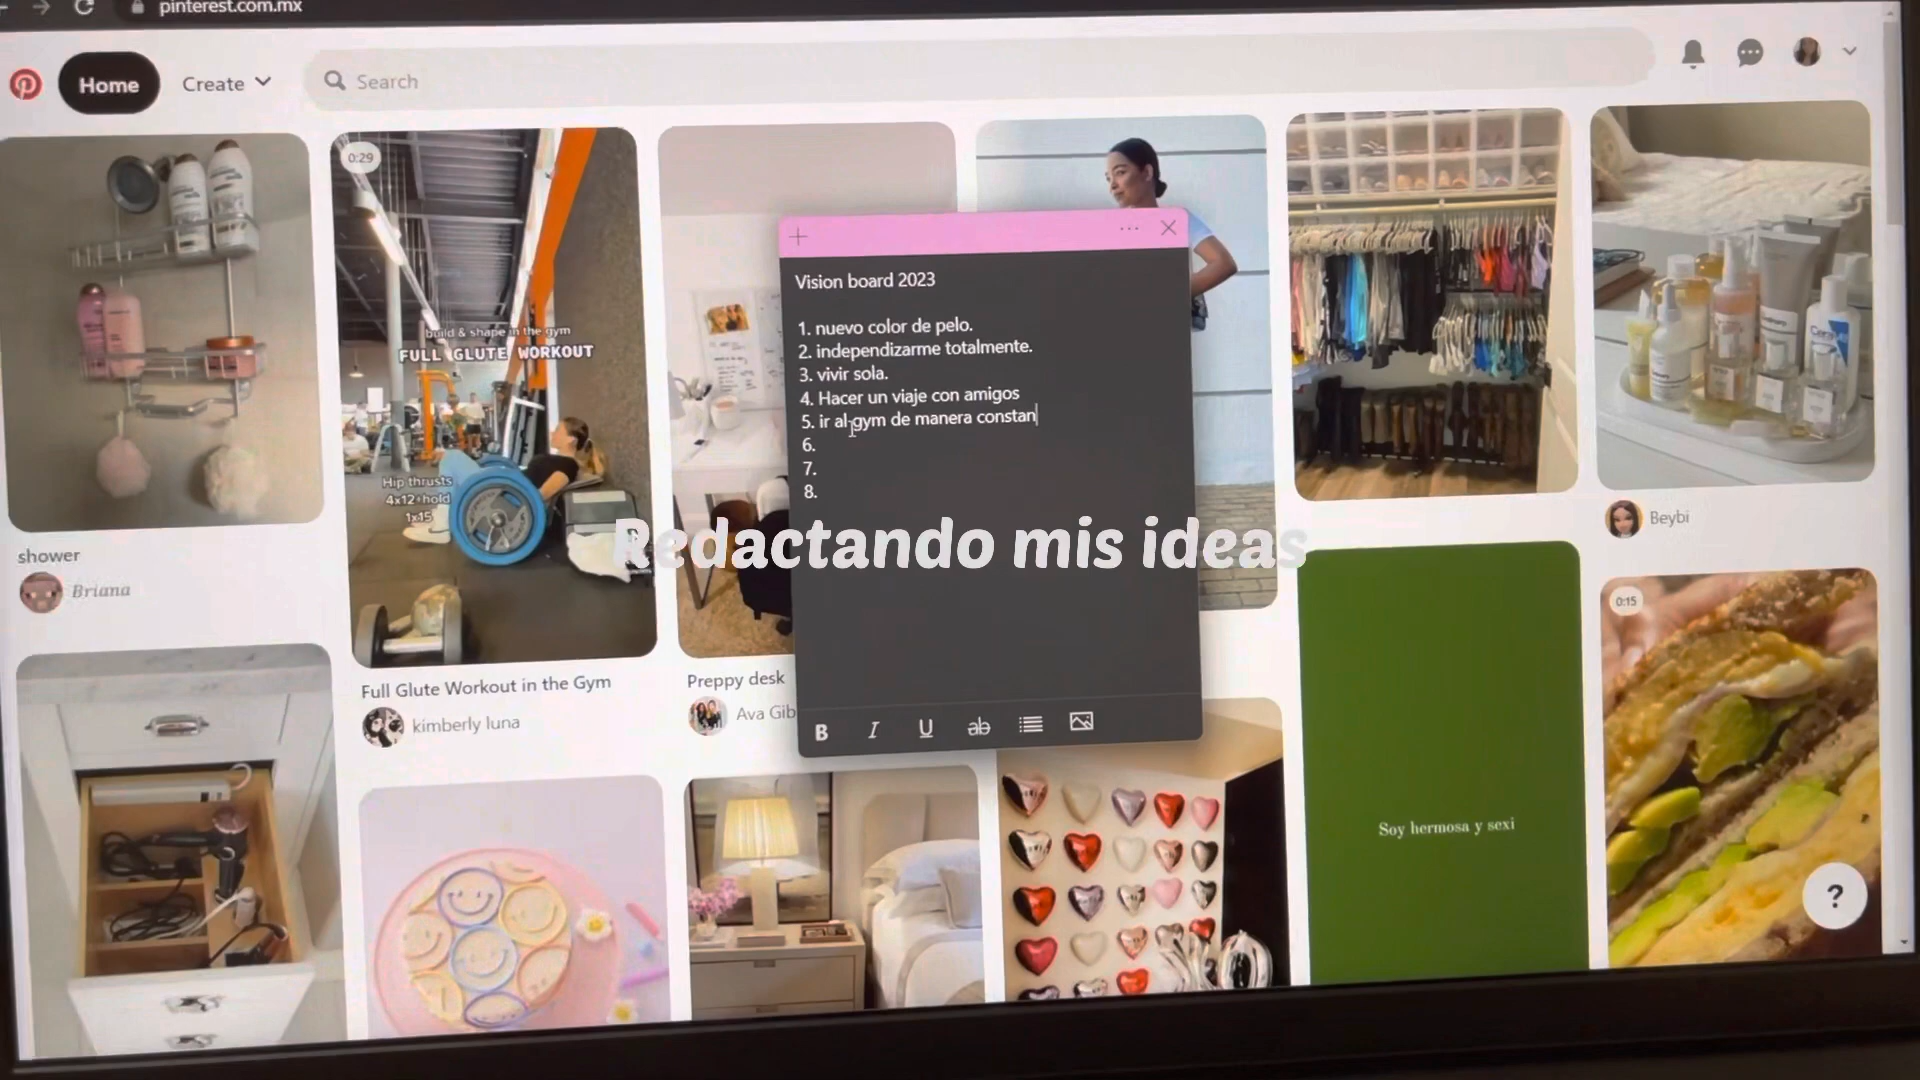 pinterest.com.mx
Home
Create
Search
0:29
build & shape in the gym
FULL GLUTE WORKOUT
Hip thrusts
4x12+hold
1x15
Vision board 2023
1. nuevo color de pelo.
2. independizarme totalmente.
3. vivir sola.
4. Hacer un viaje con amigos
5. ir al gym de manera constan
6.
7.
8.
Redactando mis ideas
shower
Briana
Full Glute Workout in the Gym
kimberly luna
Preppy desk
Ava Gib
B I U ab
Beybi
0:15
Soy hermosa y sexi
?